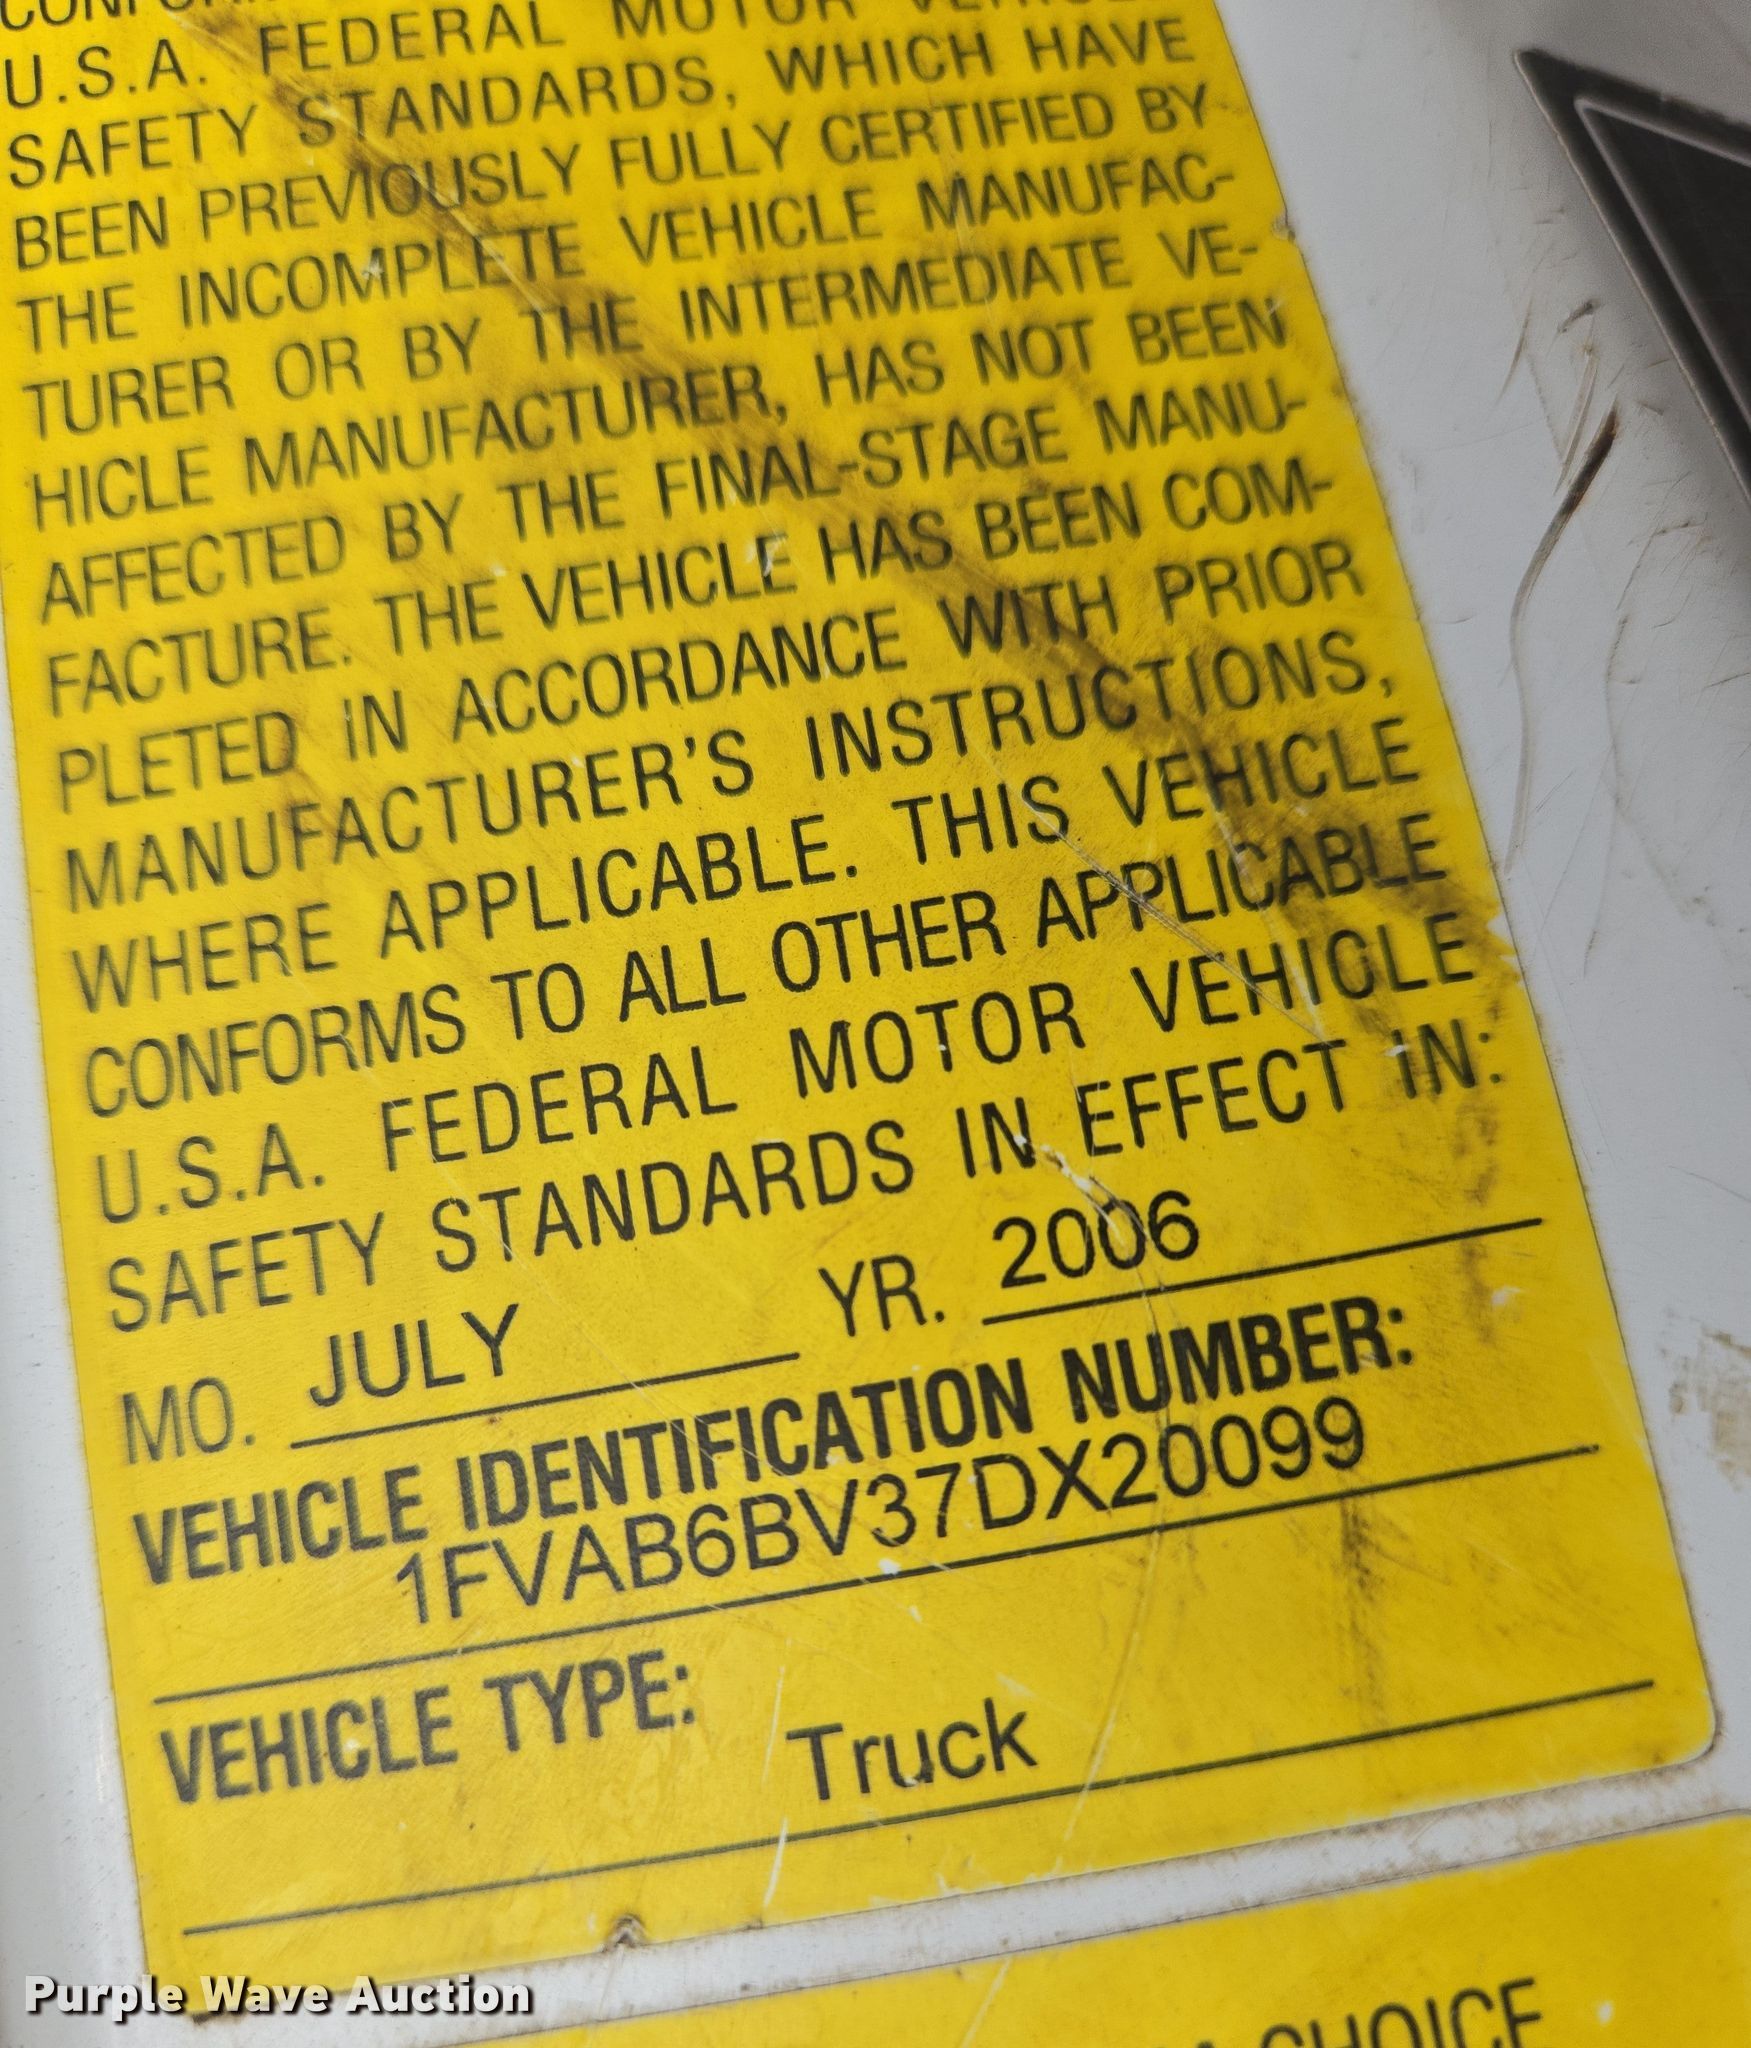 U.S.A. FEDERAL MOTOR VEHICLE
SAFETY STANDARDS, WHICH HAVE
BEEN PREVIOUSLY FULLY CERTIFIED BY
THE INCOMPLETE VEHICLE MANUFAC-
TURER OR BY THE INTERMEDIATE VE-
HICLE MANUFACTURER, HAS NOT BEEN
AFFECTED BY THE FINAL-STAGE MANU-
FACTURE. THE VEHICLE HAS BEEN COM-
PLETED IN ACCORDANCE WITH PRIOR
MANUFACTURER'S INSTRUCTIONS,
WHERE APPLICABLE. THIS VEHICLE
CONFORMS TO ALL OTHER APPLICABLE
U.S.A. FEDERAL MOTOR VEHICLE
SAFETY STANDARDS IN EFFECT IN:
MO. JULY YR. 2006
VEHICLE IDENTIFICATION NUMBER:
1FVAB6BV37DX20099
VEHICLE TYPE:
Truck
CHOICE
Purple Wave Auction